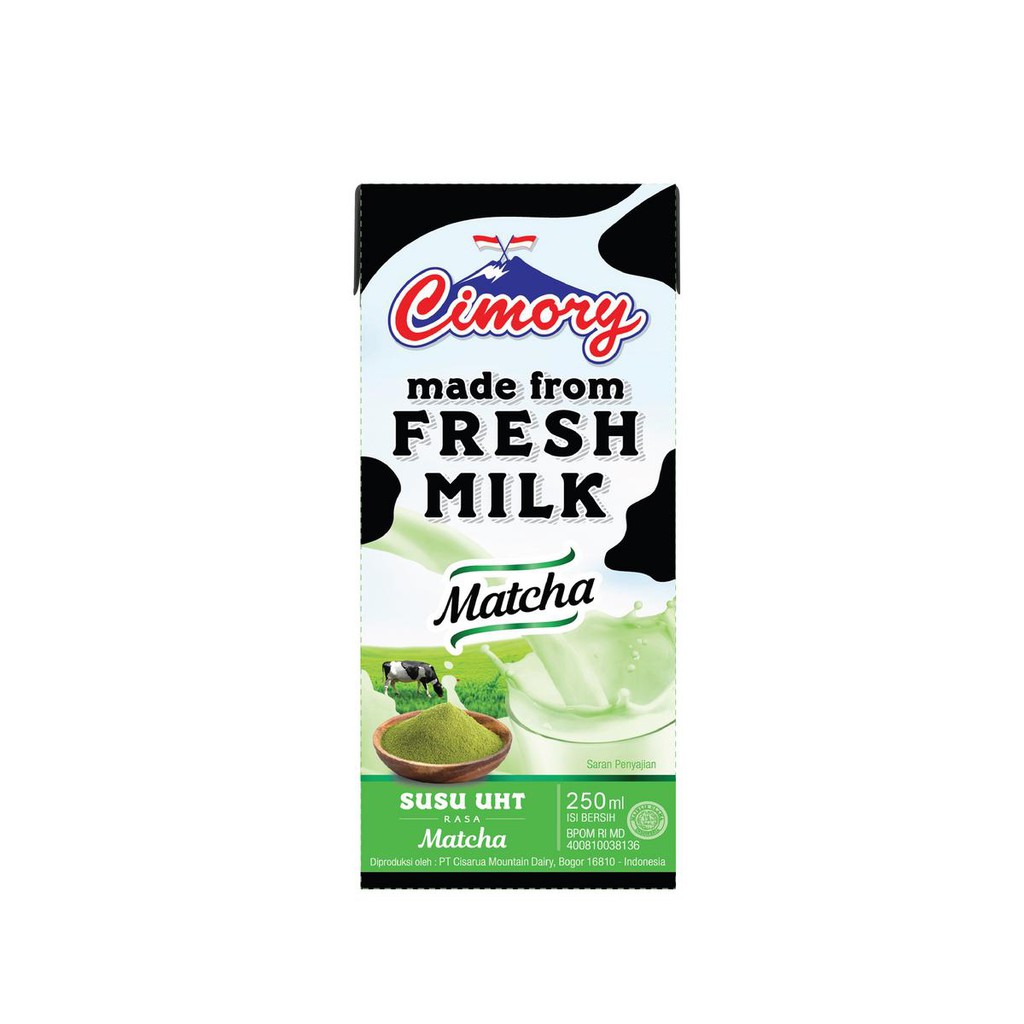 Cimory
made from
FRESH
MILK
Matcha
Saran Penyajian
SUSU UHT
RASA
Matcha
250ml
ISI BERSIH
BPOM RI MD
400810038136
Diproduksi oleh : PT Cisarua Mountain Dairy, Bogor 16810 - Indonesia